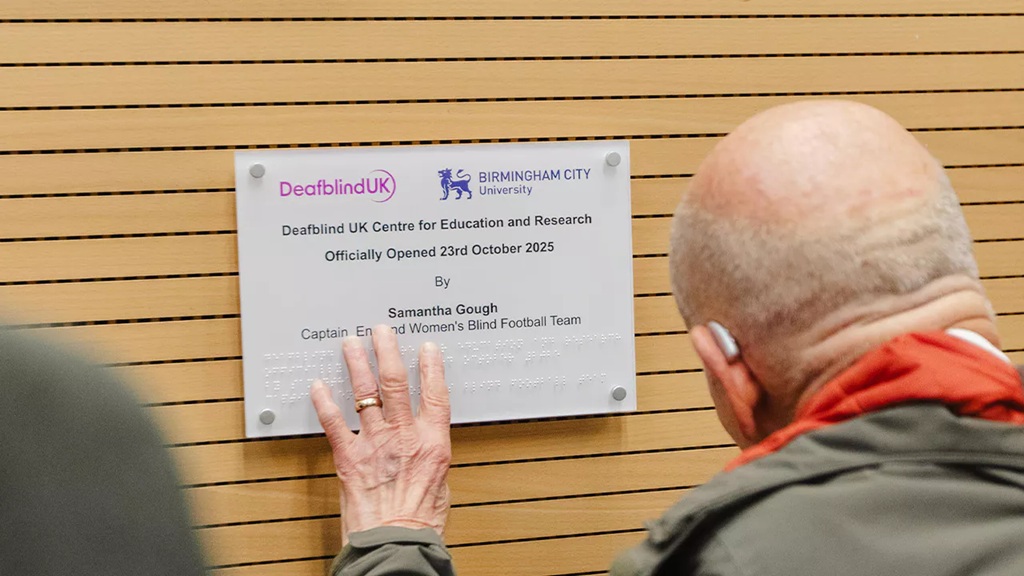 DeafblindUK
BIRMINGHAM CITY
University
Deafblind UK Centre for Education and Research
Officially Opened 23rd October 2025
By
Samantha Gough
Captain, Women's Blind Football Team